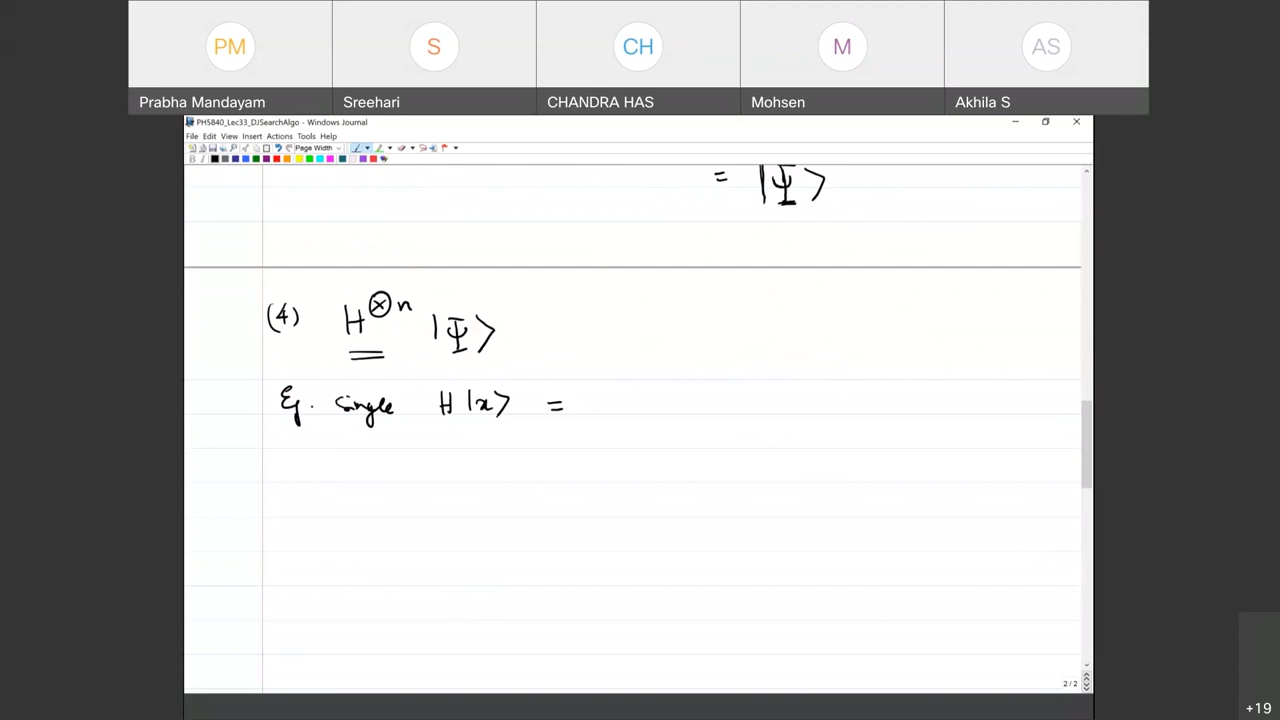 PM S CH M AS
Prabha Mandayam Sreehari CHANDRA HAS Mohsen Akhila S
PH5840_Lec33_DJSearchAlgo - Windows Journal
File Edit View Insert Actions Tools Help
Page Width
B I
= |Ψ⟩
(4) H^⊗n |Ψ⟩
Eg. single H |x⟩ =
2 / 2
+19